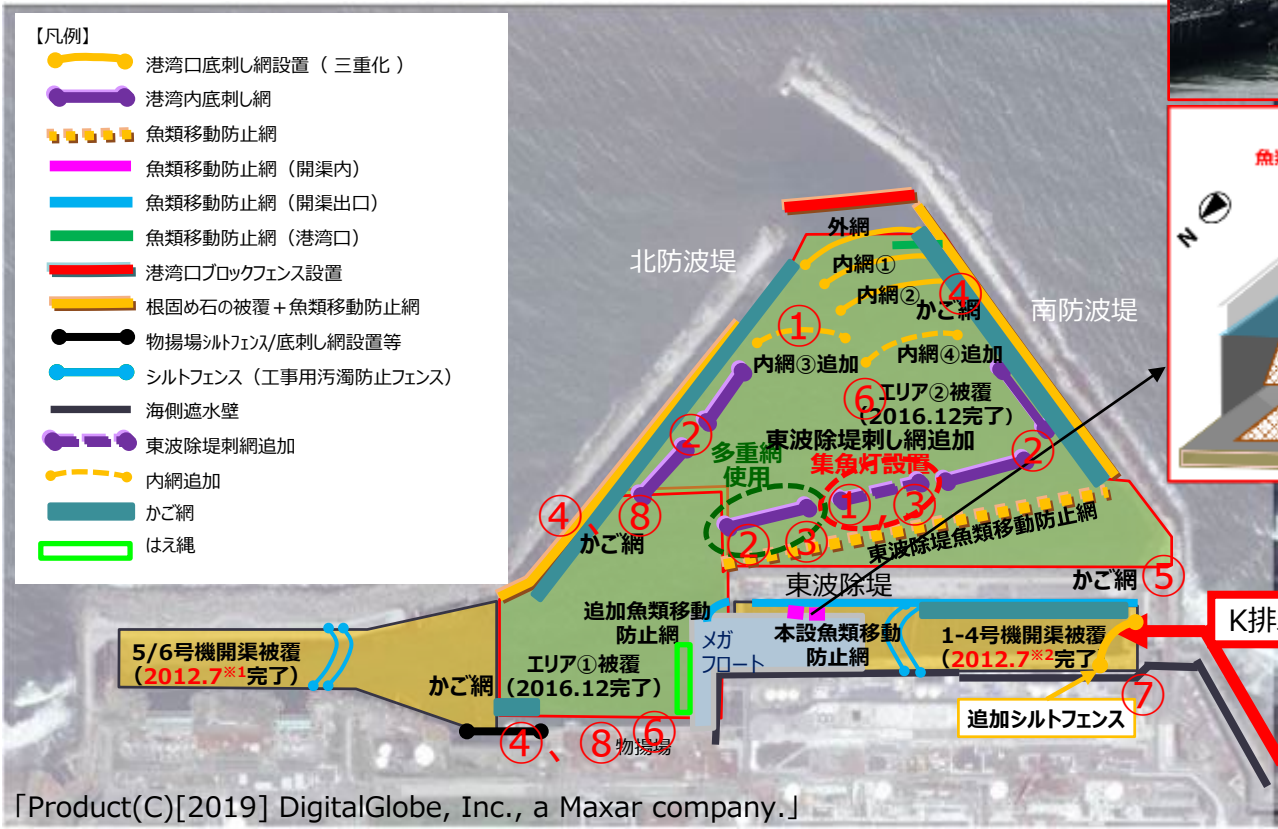 【凡例】
港湾口底刺し網設置（ 三重化 ）
港湾内底刺し網
魚類移動防止網
魚類移動防止網（開渠内）
魚類移動防止網（開渠出口）
魚類移動防止網（港湾口）
港湾口ブロックフェンス設置
根固め石の被覆＋魚類移動防止網
物揚場ｼﾙﾄﾌｪﾝｽ/底刺し網設置等
シルトフェンス（工事用汚濁防止フェンス）
海側遮水壁
東波除堤刺網追加
内網追加
かご網
はえ縄
魚
N
北防波堤
南防波堤
外網
内網①
内網②
④
かご網
①
内網③追加
内網④追加
⑥
エリア②被覆
（2016.12完了）
東波除堤刺し網追加
②
多重網
使用
集魚灯設置
②
①、③
④、⑧
かご網
②
③
東波除堤魚類移動防止網
東波除堤
かご網
⑤
追加魚類移動
防止網
メガ
フロート
本設魚類移動
防止網
1-4号機開渠被覆
（2012.7※2完了
K排
5/6号機開渠被覆
（2012.7※1完了）
かご網
エリア①被覆
（2016.12完了）
追加シルトフェンス
⑦
④、⑧
物揚場
⑥
「Product(C)[2019] DigitalGlobe, Inc., a Maxar company.」